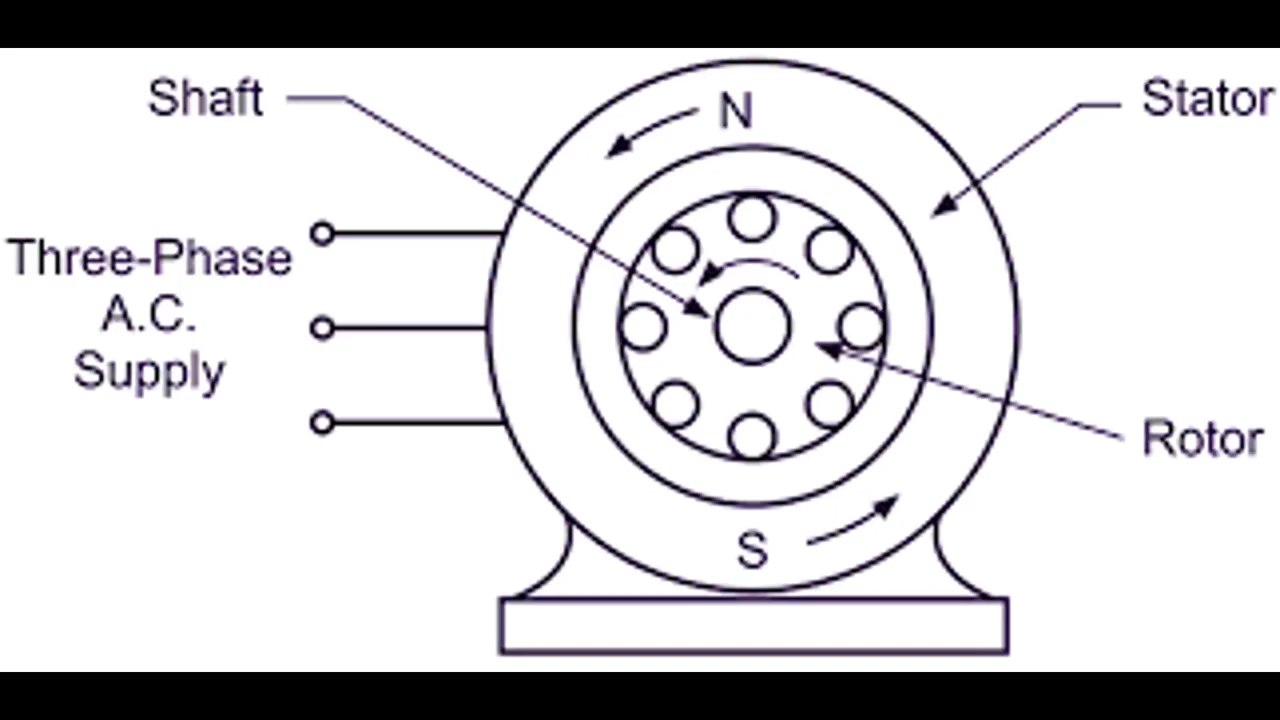 Shaft
N
Stator
Three-Phase
A.C.
Supply
Rotor
S